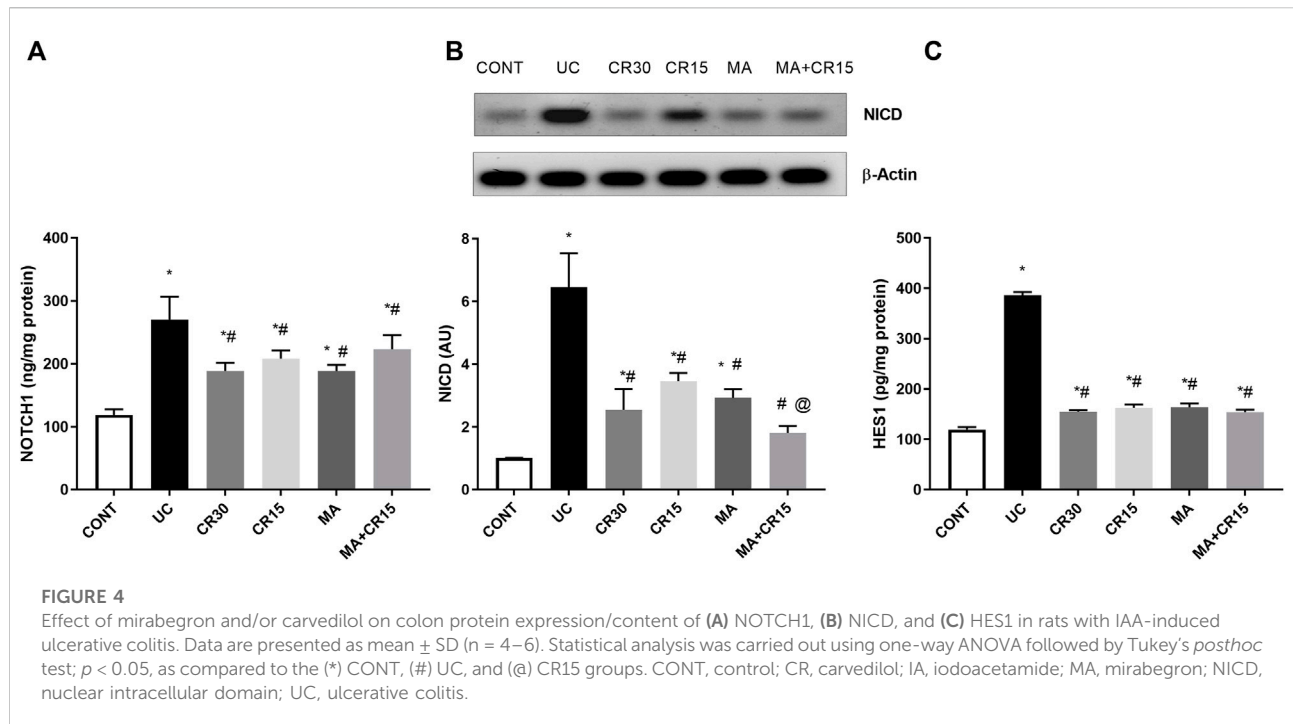 A
B
C
CONT UC CR30 CR15 MA MA+CR15
NICD
β-Actin
NOTCH1 (ng/mg protein)
400
300
200
100
0
*
*#
*#
* #
*#
CONT
UC
CR30
CR15
MA
MA+CR15
NICD (AU)
8
6
4
2
0
*
*#
*#
* #
# @
CONT
UC
CR30
CR15
MA
MA+CR15
HES1 (pg/mg protein)
500
400
300
200
100
0
*
*#
*#
*#
*#
CONT
UC
CR30
CR15
MA
MA+CR15
FIGURE 4
Effect of mirabegron and/or carvedilol on colon protein expression/content of (A) NOTCH1, (B) NICD, and (C) HES1 in rats with IAA-induced
ulcerative colitis. Data are presented as mean ± SD (n = 4–6). Statistical analysis was carried out using one-way ANOVA followed by Tukey's posthoc
test; p < 0.05, as compared to the (*) CONT, (#) UC, and (@) CR15 groups. CONT, control; CR, carvedilol; IA, iodoacetamide; MA, mirabegron; NICD,
nuclear intracellular domain; UC, ulcerative colitis.